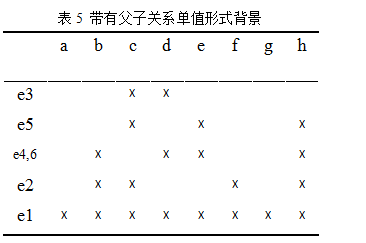 表 5 带有父子关系单值形式背景
a b c d e f g h
e3 x x
e5 x x x
e4,6 x x x x
e2 x x x x
e1 x x x x x x x x